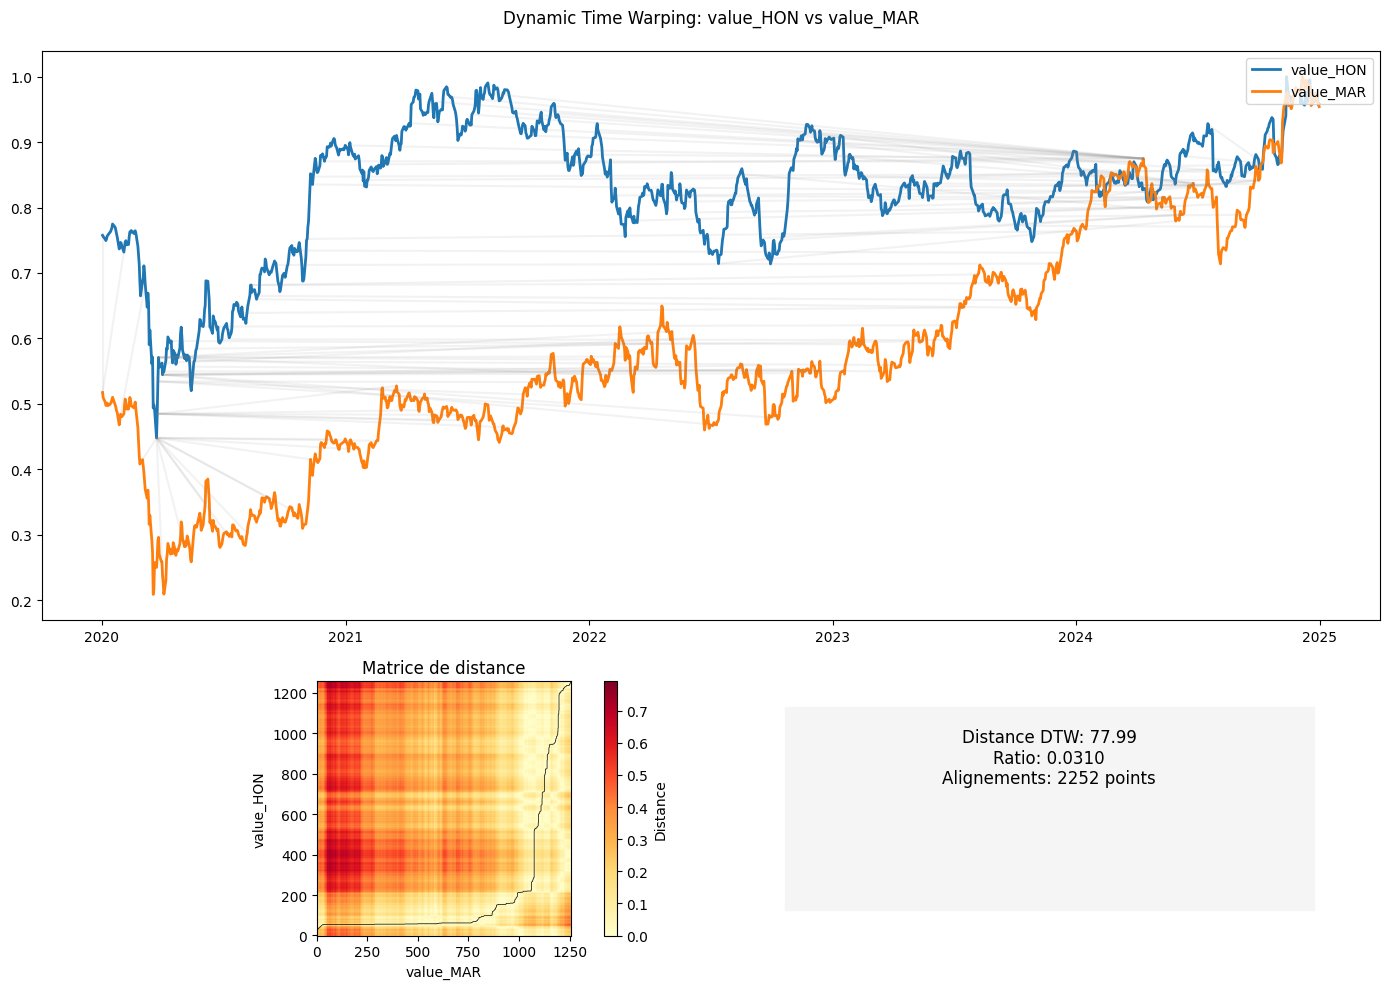 Dynamic Time Warping: value_HON vs value_MAR
1.0
0.9
0.8
0.7
0.6
0.5
0.4
0.3
0.2
value_HON
value_MAR
2020 2021 2022 2023 2024 2025
Matrice de distance
value_HON
1200
1000
800
600
400
200
0
0 250 500 750 1000 1250
value_MAR
0.7
0.6
0.5
0.4
0.3
0.2
0.1
0.0
Distance
Distance DTW: 77.99
Ratio: 0.0310
Alignements: 2252 points